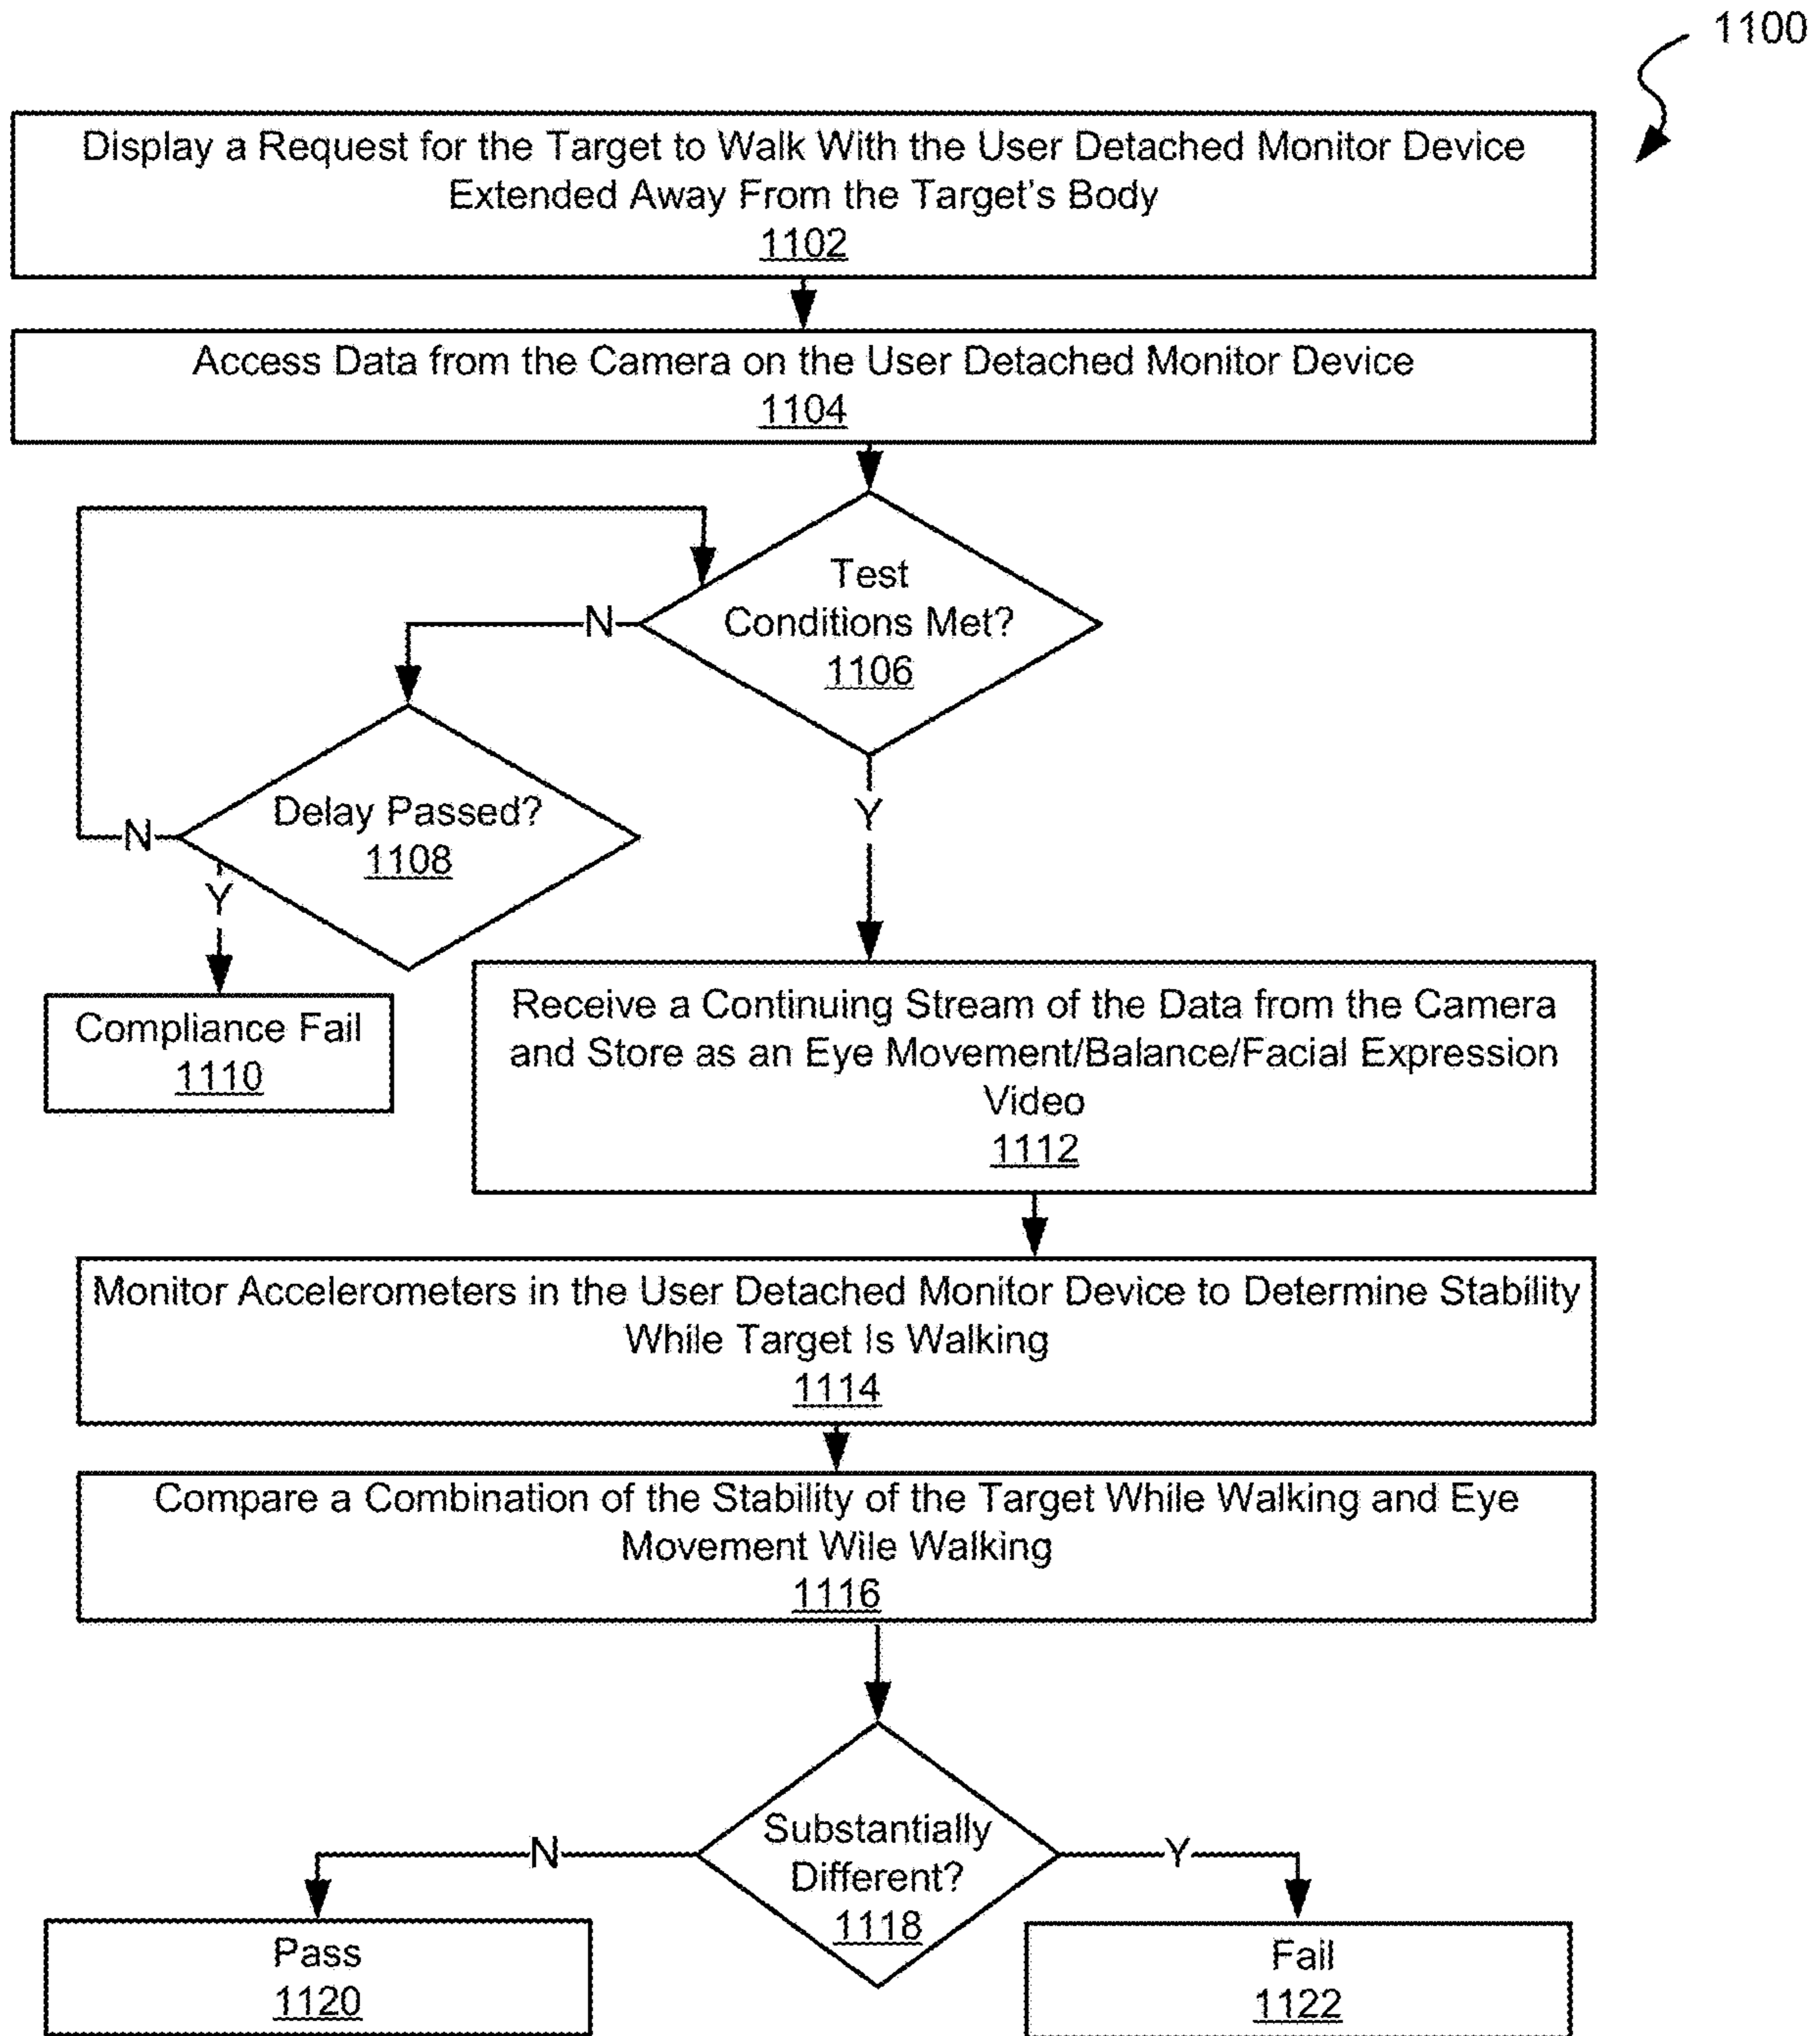 1100
Display a Request for the Target to Walk With the User Detached Monitor Device
Extended Away From the Target's Body
1102
Access Data from the Camera on the User Detached Monitor Device
1104
Test
Conditions Met?
1106
N
Y
Delay Passed?
1108
N
Y
Compliance Fail
1110
Receive a Continuing Stream of the Data from the Camera
and Store as an Eye Movement/Balance/Facial Expression
Video
1112
Monitor Accelerometers in the User Detached Monitor Device to Determine Stability
While Target Is Walking
1114
Compare a Combination of the Stability of the Target While Walking and Eye
Movement Wile Walking
1116
Substantially
Different?
1118
N
Y
Pass
1120
Fail
1122